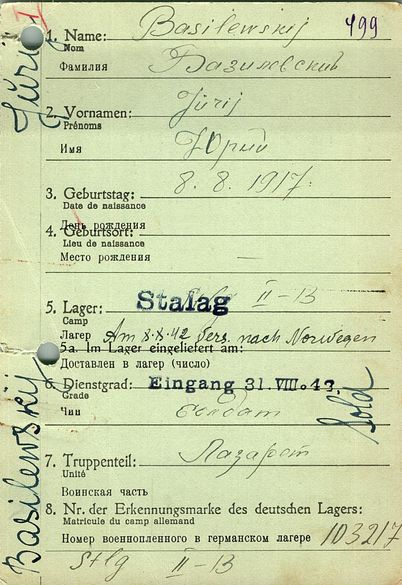 1. Name: Basilewskij 499
Nom
Фамилия Базилевский
2. Vornamen: Jürij
Prénoms
Имя Юрий
3. Geburtstag: 8. 8. 1917.
Date de naissance
День рождения
4. Geburtsort:
Lieu de naissance
Место рождения —
5. Lager: Stalag II-B
Camp
Лагер Am 8.8.42 Vers. nach Norwegen
5a. Im Lager eingeliefert am:
Доставлен в лагер (число)
6. Dienstgrad: Eingang 31. VIII. 43.
Grade
Чин солдат Sold
7. Truppenteil: Лазарет
Unité
Воинская часть
8. Nr. der Erkennungsmarke des deutschen Lagers:
Matricule du camp allemand
Номер военнопленного в германском лагере 103217
Stlg II-B
Basilewskij Jürij